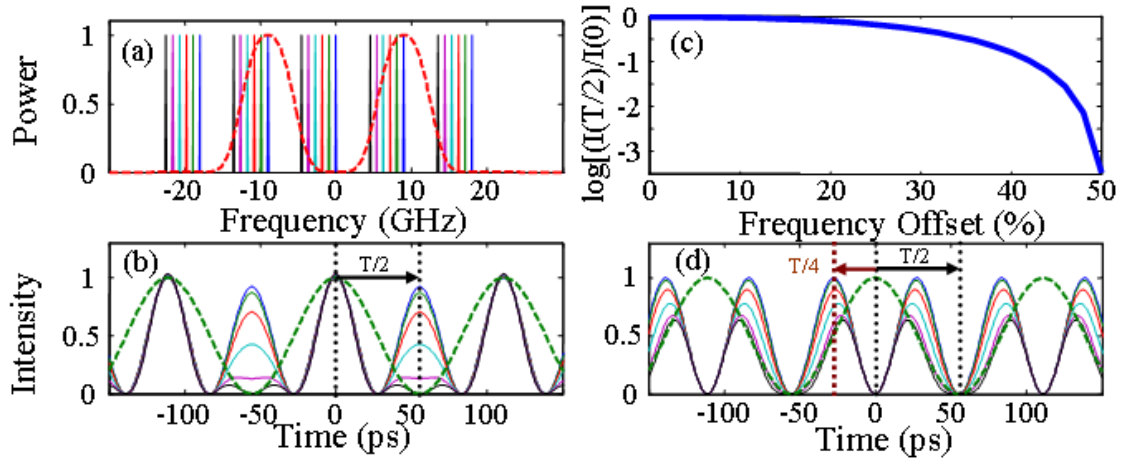 (a)
Power
1
0.5
0
-20
-10
0
10
20
Frequency (GHz)
(c)
log[(I(T/2)/I(0)]
0
-1
-2
-3
0
10
20
30
40
50
Frequency Offset (%)
(b)
T/2
Intensity
1
0.5
0
-100
-50
0
50
100
Time (ps)
(d)
T/4
T/2
1
0.5
0
-100
-50
0
50
100
Time (ps)